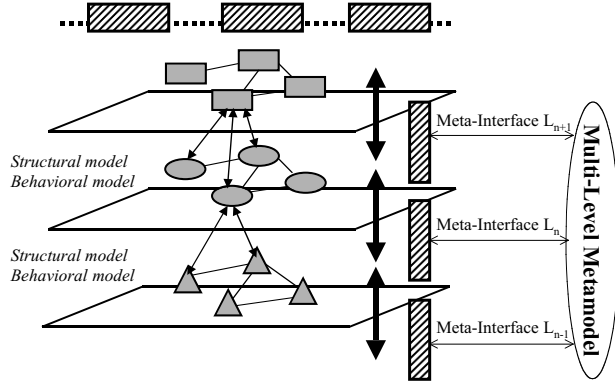 Meta-Interface Lₙ₊₁
Structural model
Behavioral model
Meta-Interface Lₙ
Structural model
Behavioral model
Meta-Interface Lₙ₋₁
Multi-Level Metamodel